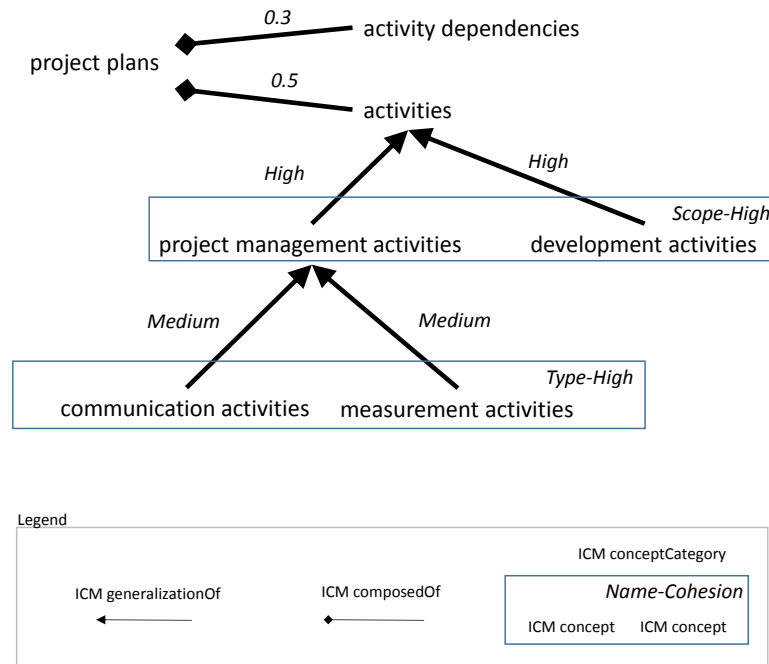 0.3
activity dependencies
project plans
0.5
activities
High
High
Scope-High
project management activities
development activities
Medium
Medium
Type-High
communication activities
measurement activities
Legend
ICM conceptCategory
ICM generalizationOf
ICM composedOf
Name-Cohesion
ICM concept
ICM concept